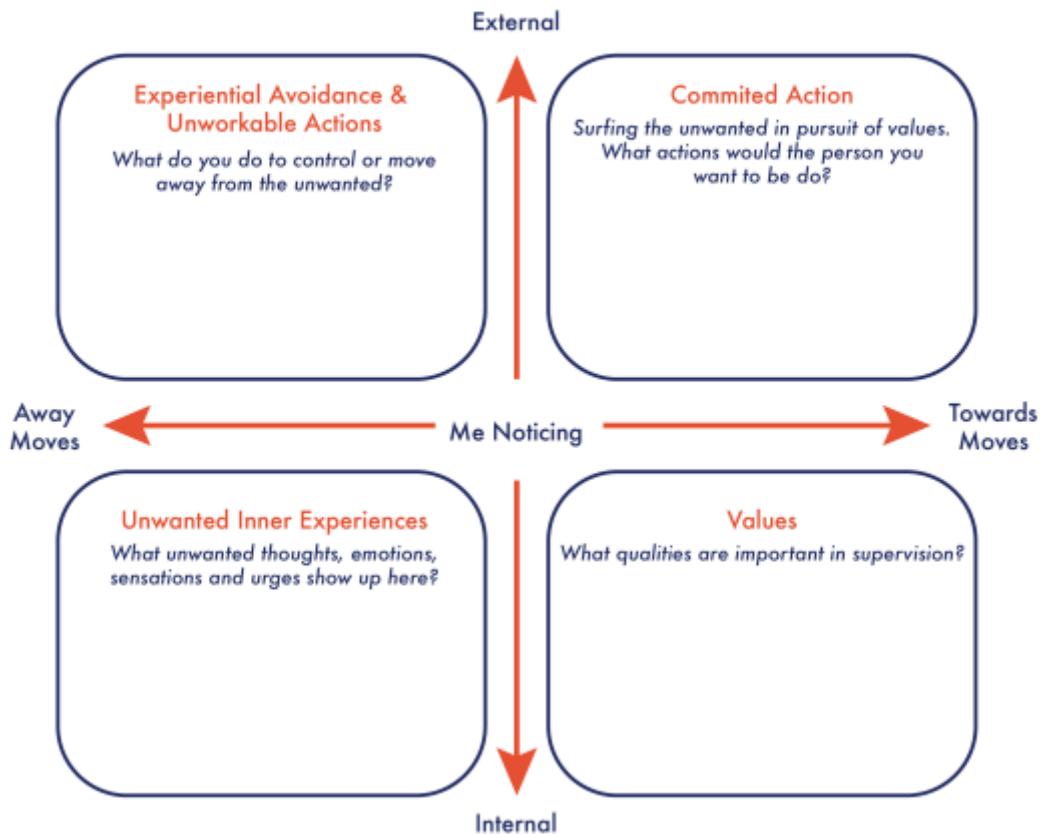 External
Experiential Avoidance &
Unworkable Actions
What do you do to control or move
away from the unwanted?
Commited Action
Surfing the unwanted in pursuit of values.
What actions would the person you
want to be do?
Away
Moves
Me Noticing
Towards
Moves
Unwanted Inner Experiences
What unwanted thoughts, emotions,
sensations and urges show up here?
Values
What qualities are important in supervision?
Internal